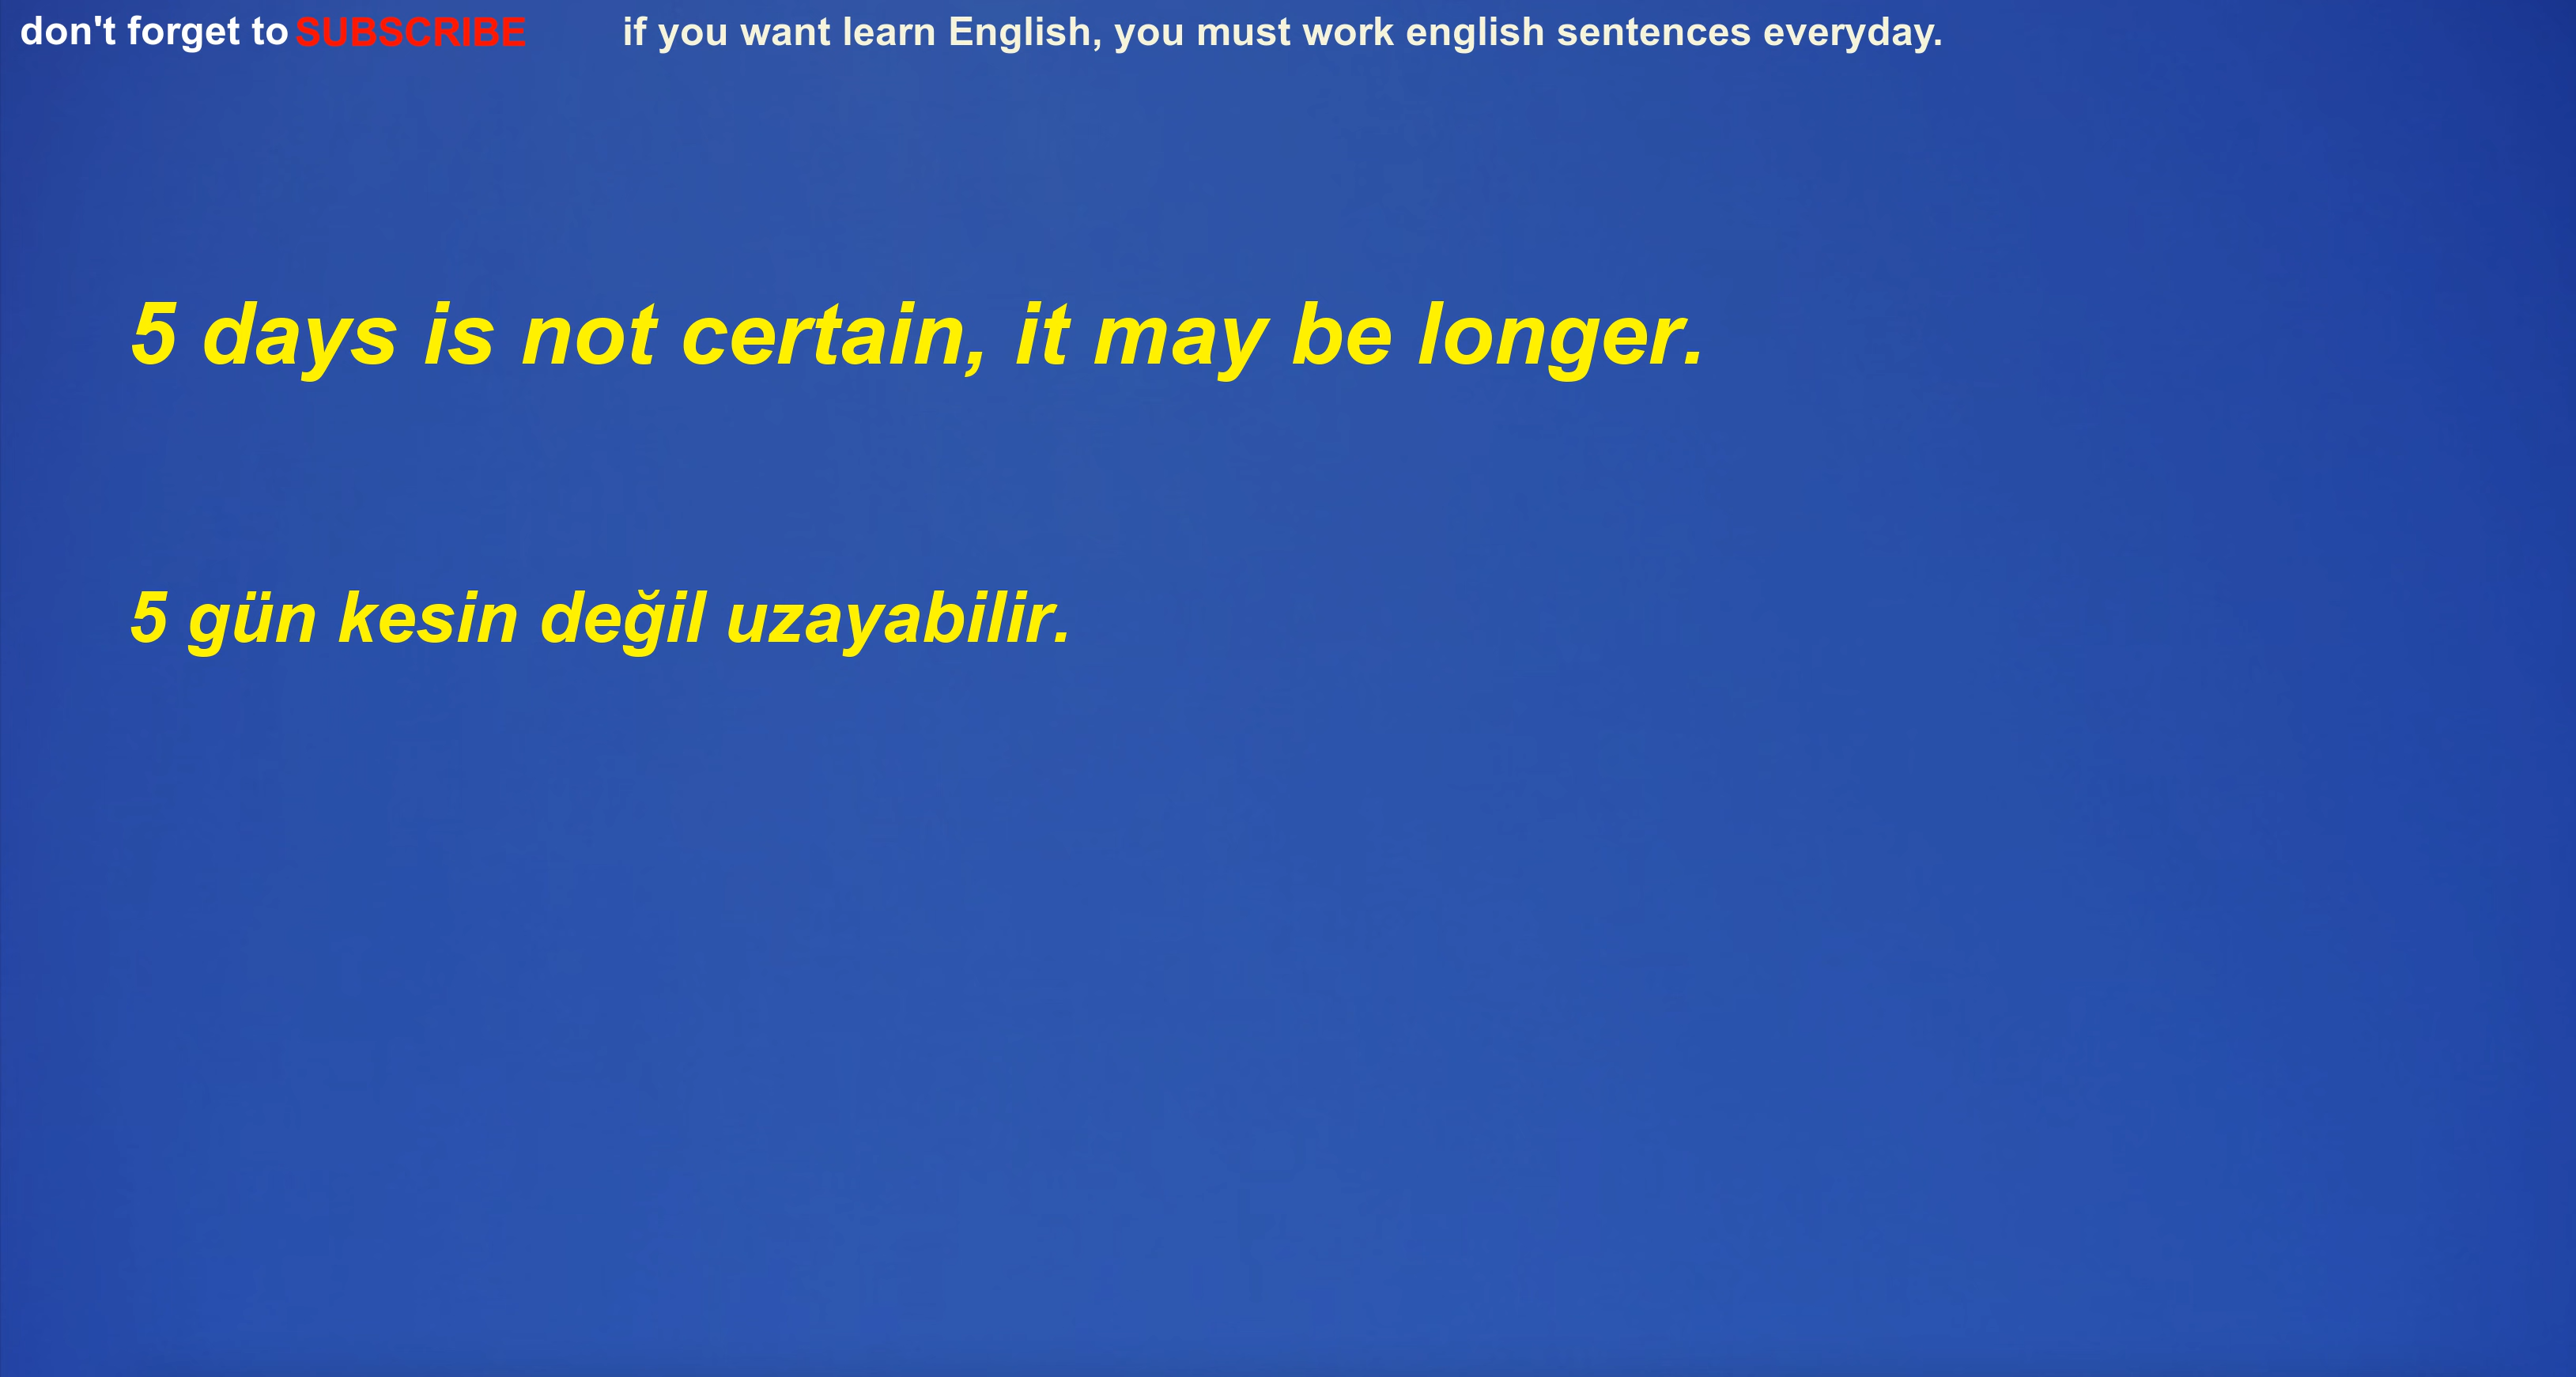 don't forget to SUBSCRIBE if you want learn English, you must work english sentences everyday.
5 days is not certain, it may be longer.
5 gün kesin değil uzayabilir.